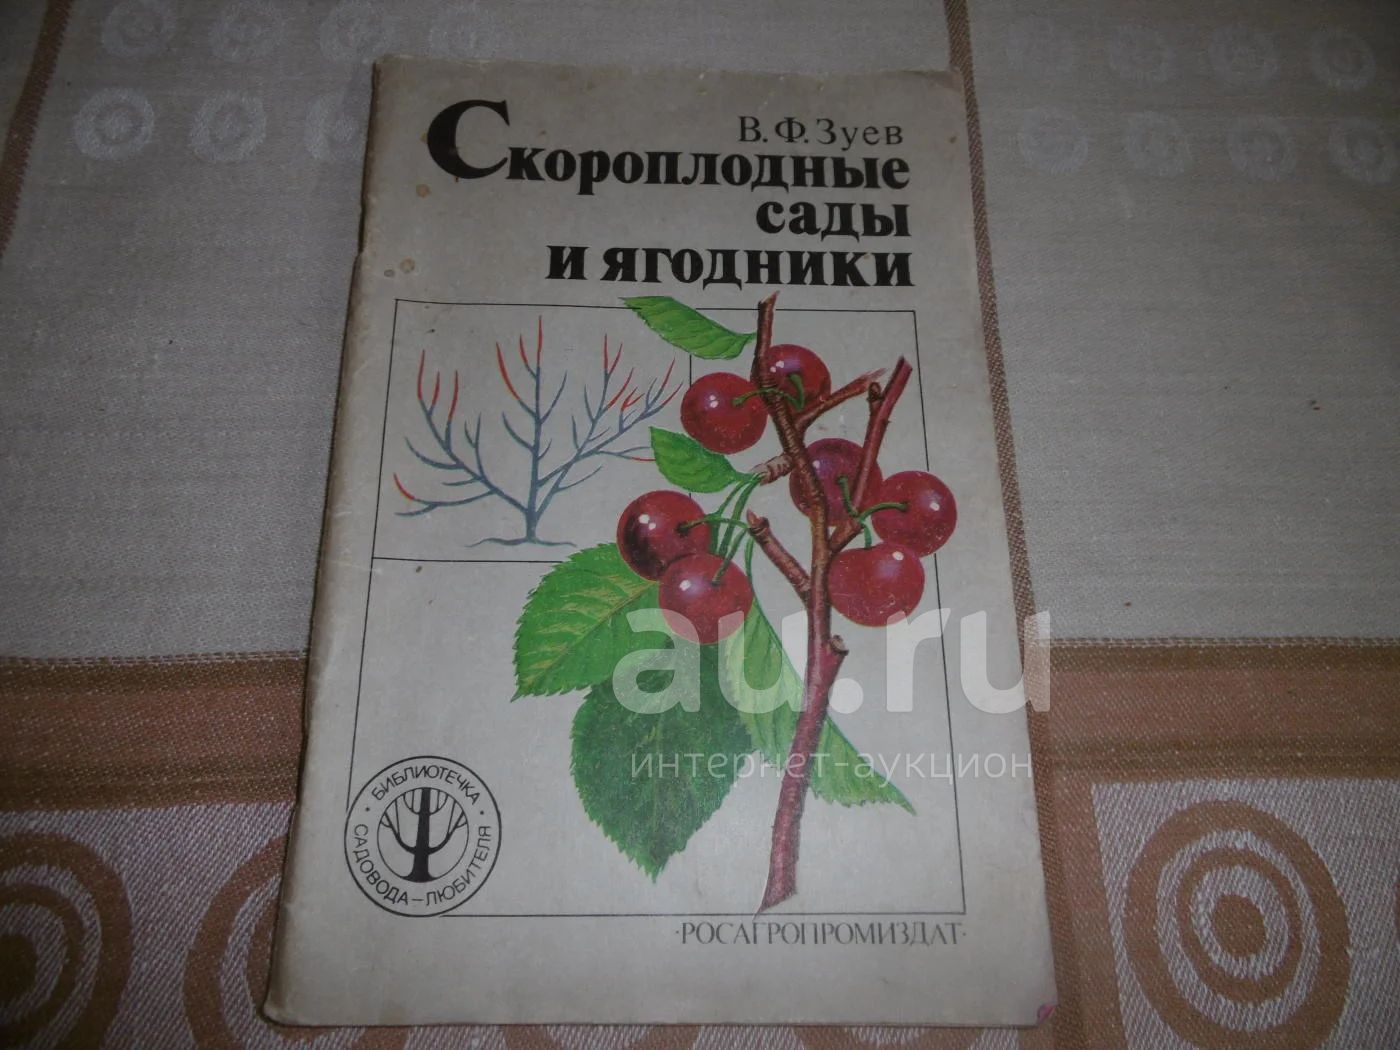 В. Ф. Зуев
Скороплодные
сады
и ягодники
au.ru
интернет-аукцион
· БИБЛИОТЕЧКА ·
САДОВОДА-ЛЮБИТЕЛЯ
·РОСАГРОПРОМИЗДАТ·